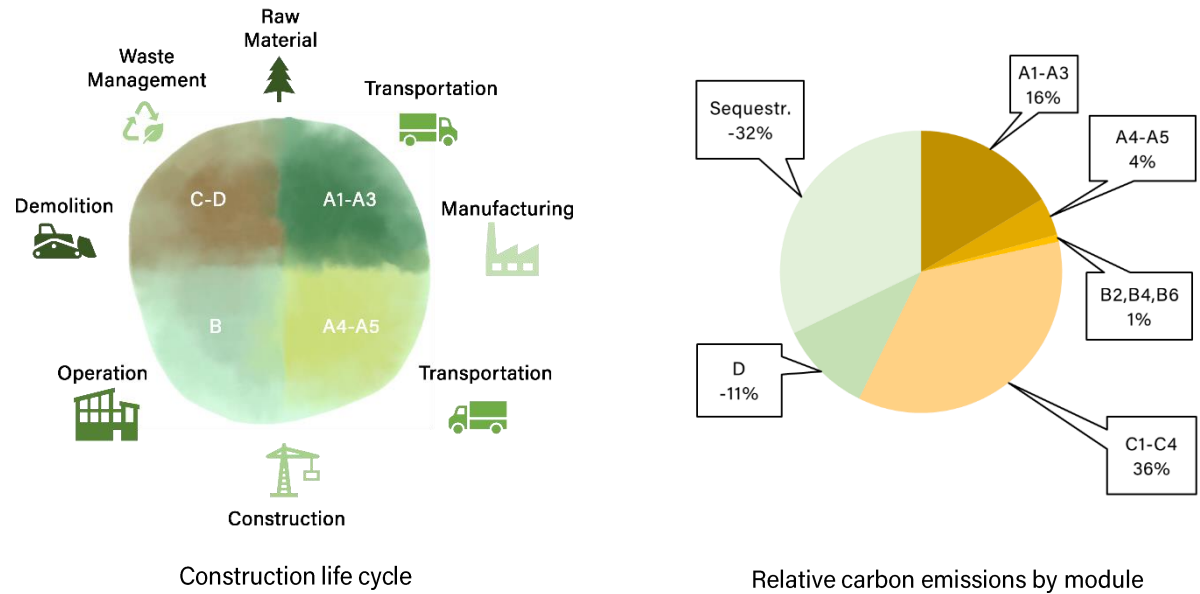 Raw
Material
Waste
Management
Transportation
C-D
A1-A3
Demolition
Manufacturing
B
A4-A5
Operation
Transportation
Construction
Construction life cycle
A1-A3
16%
Sequestr.
-32%
A4-A5
4%
B2,B4,B6
1%
D
-11%
C1-C4
36%
Relative carbon emissions by module